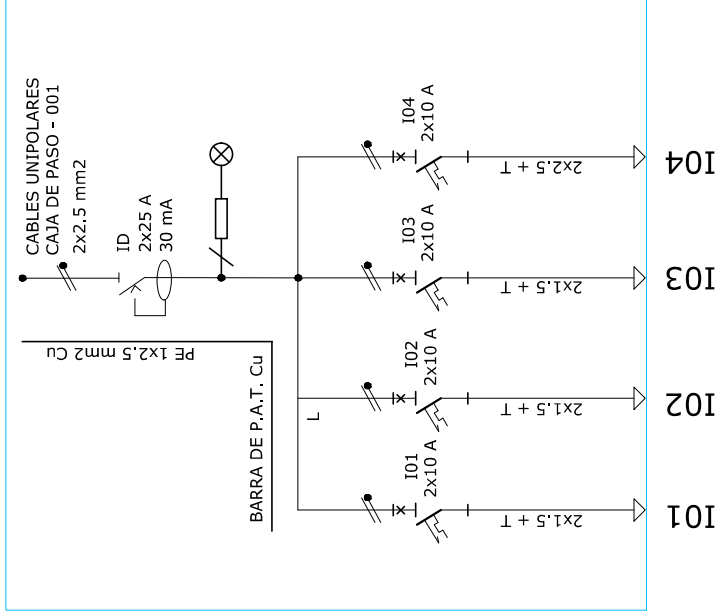 CABLES UNIPOLARES
CAJA DE PASO - 001
2x2.5 mm2
ID
2x25 A
30 mA
PE 1x2.5 mm2 Cu
BARRA DE P.A.T. Cu
L
I01
2x10 A
I02
2x10 A
I03
2x10 A
I04
2x10 A
2x1.5 + T
2x1.5 + T
2x1.5 + T
2x2.5 + T
I01
I02
I03
I04